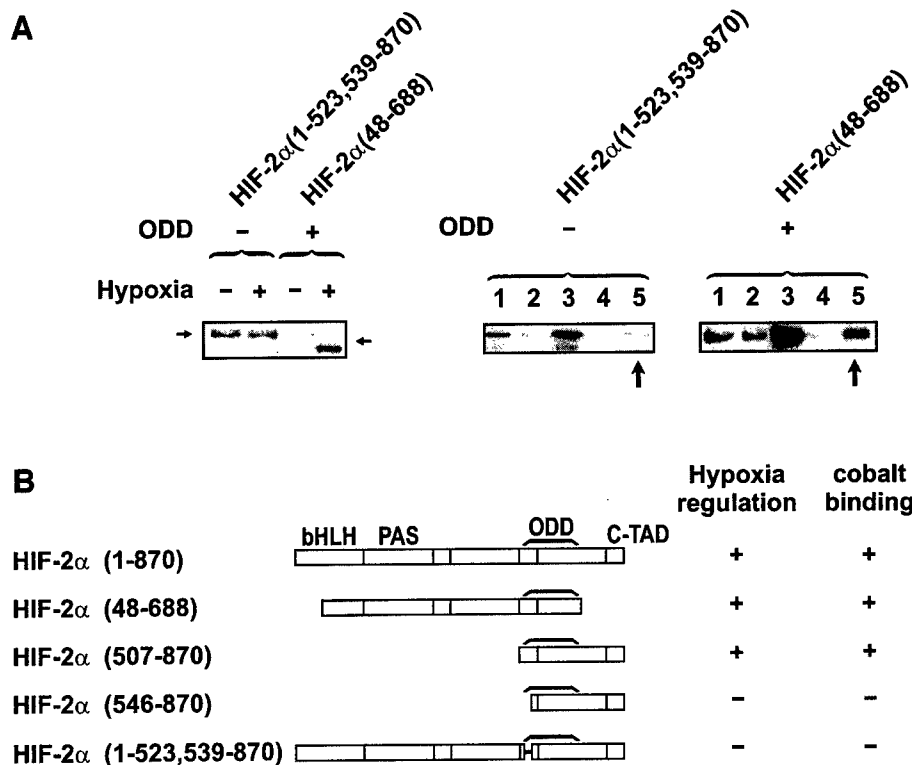 A
HIF-2α(1-523,539-870)
HIF-2α(48-688)
HIF-2α(1-523,539-870)
HIF-2α(48-688)
ODD − +
ODD − +
Hypoxia − + − +
1 2 3 4 5
1 2 3 4 5
B
Hypoxia regulation
cobalt binding
bHLH PAS ODD C-TAD
HIF-2α (1-870) + +
HIF-2α (48-688) + +
HIF-2α (507-870) + +
HIF-2α (546-870) − −
HIF-2α (1-523,539-870) − −